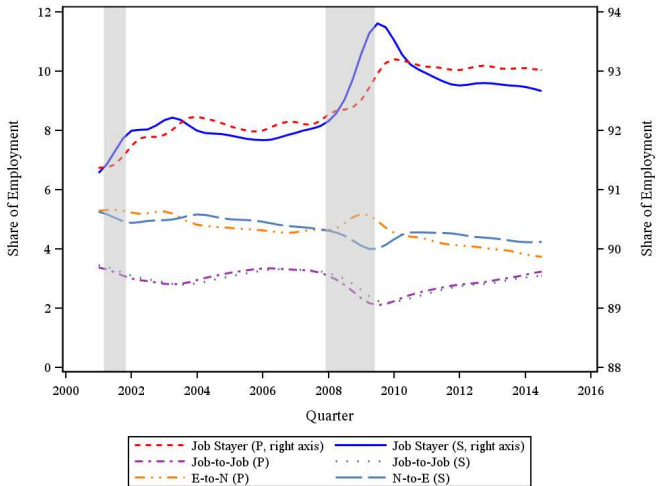 12
10
8
6
4
2
0
Share of Employment
94
93
92
91
90
89
88
Share of Employment
2000 2002 2004 2006 2008 2010 2012 2014 2016
Quarter
Job Stayer (P, right axis) Job Stayer (S, right axis)
Job-to-Job (P) Job-to-Job (S)
E-to-N (P) N-to-E (S)